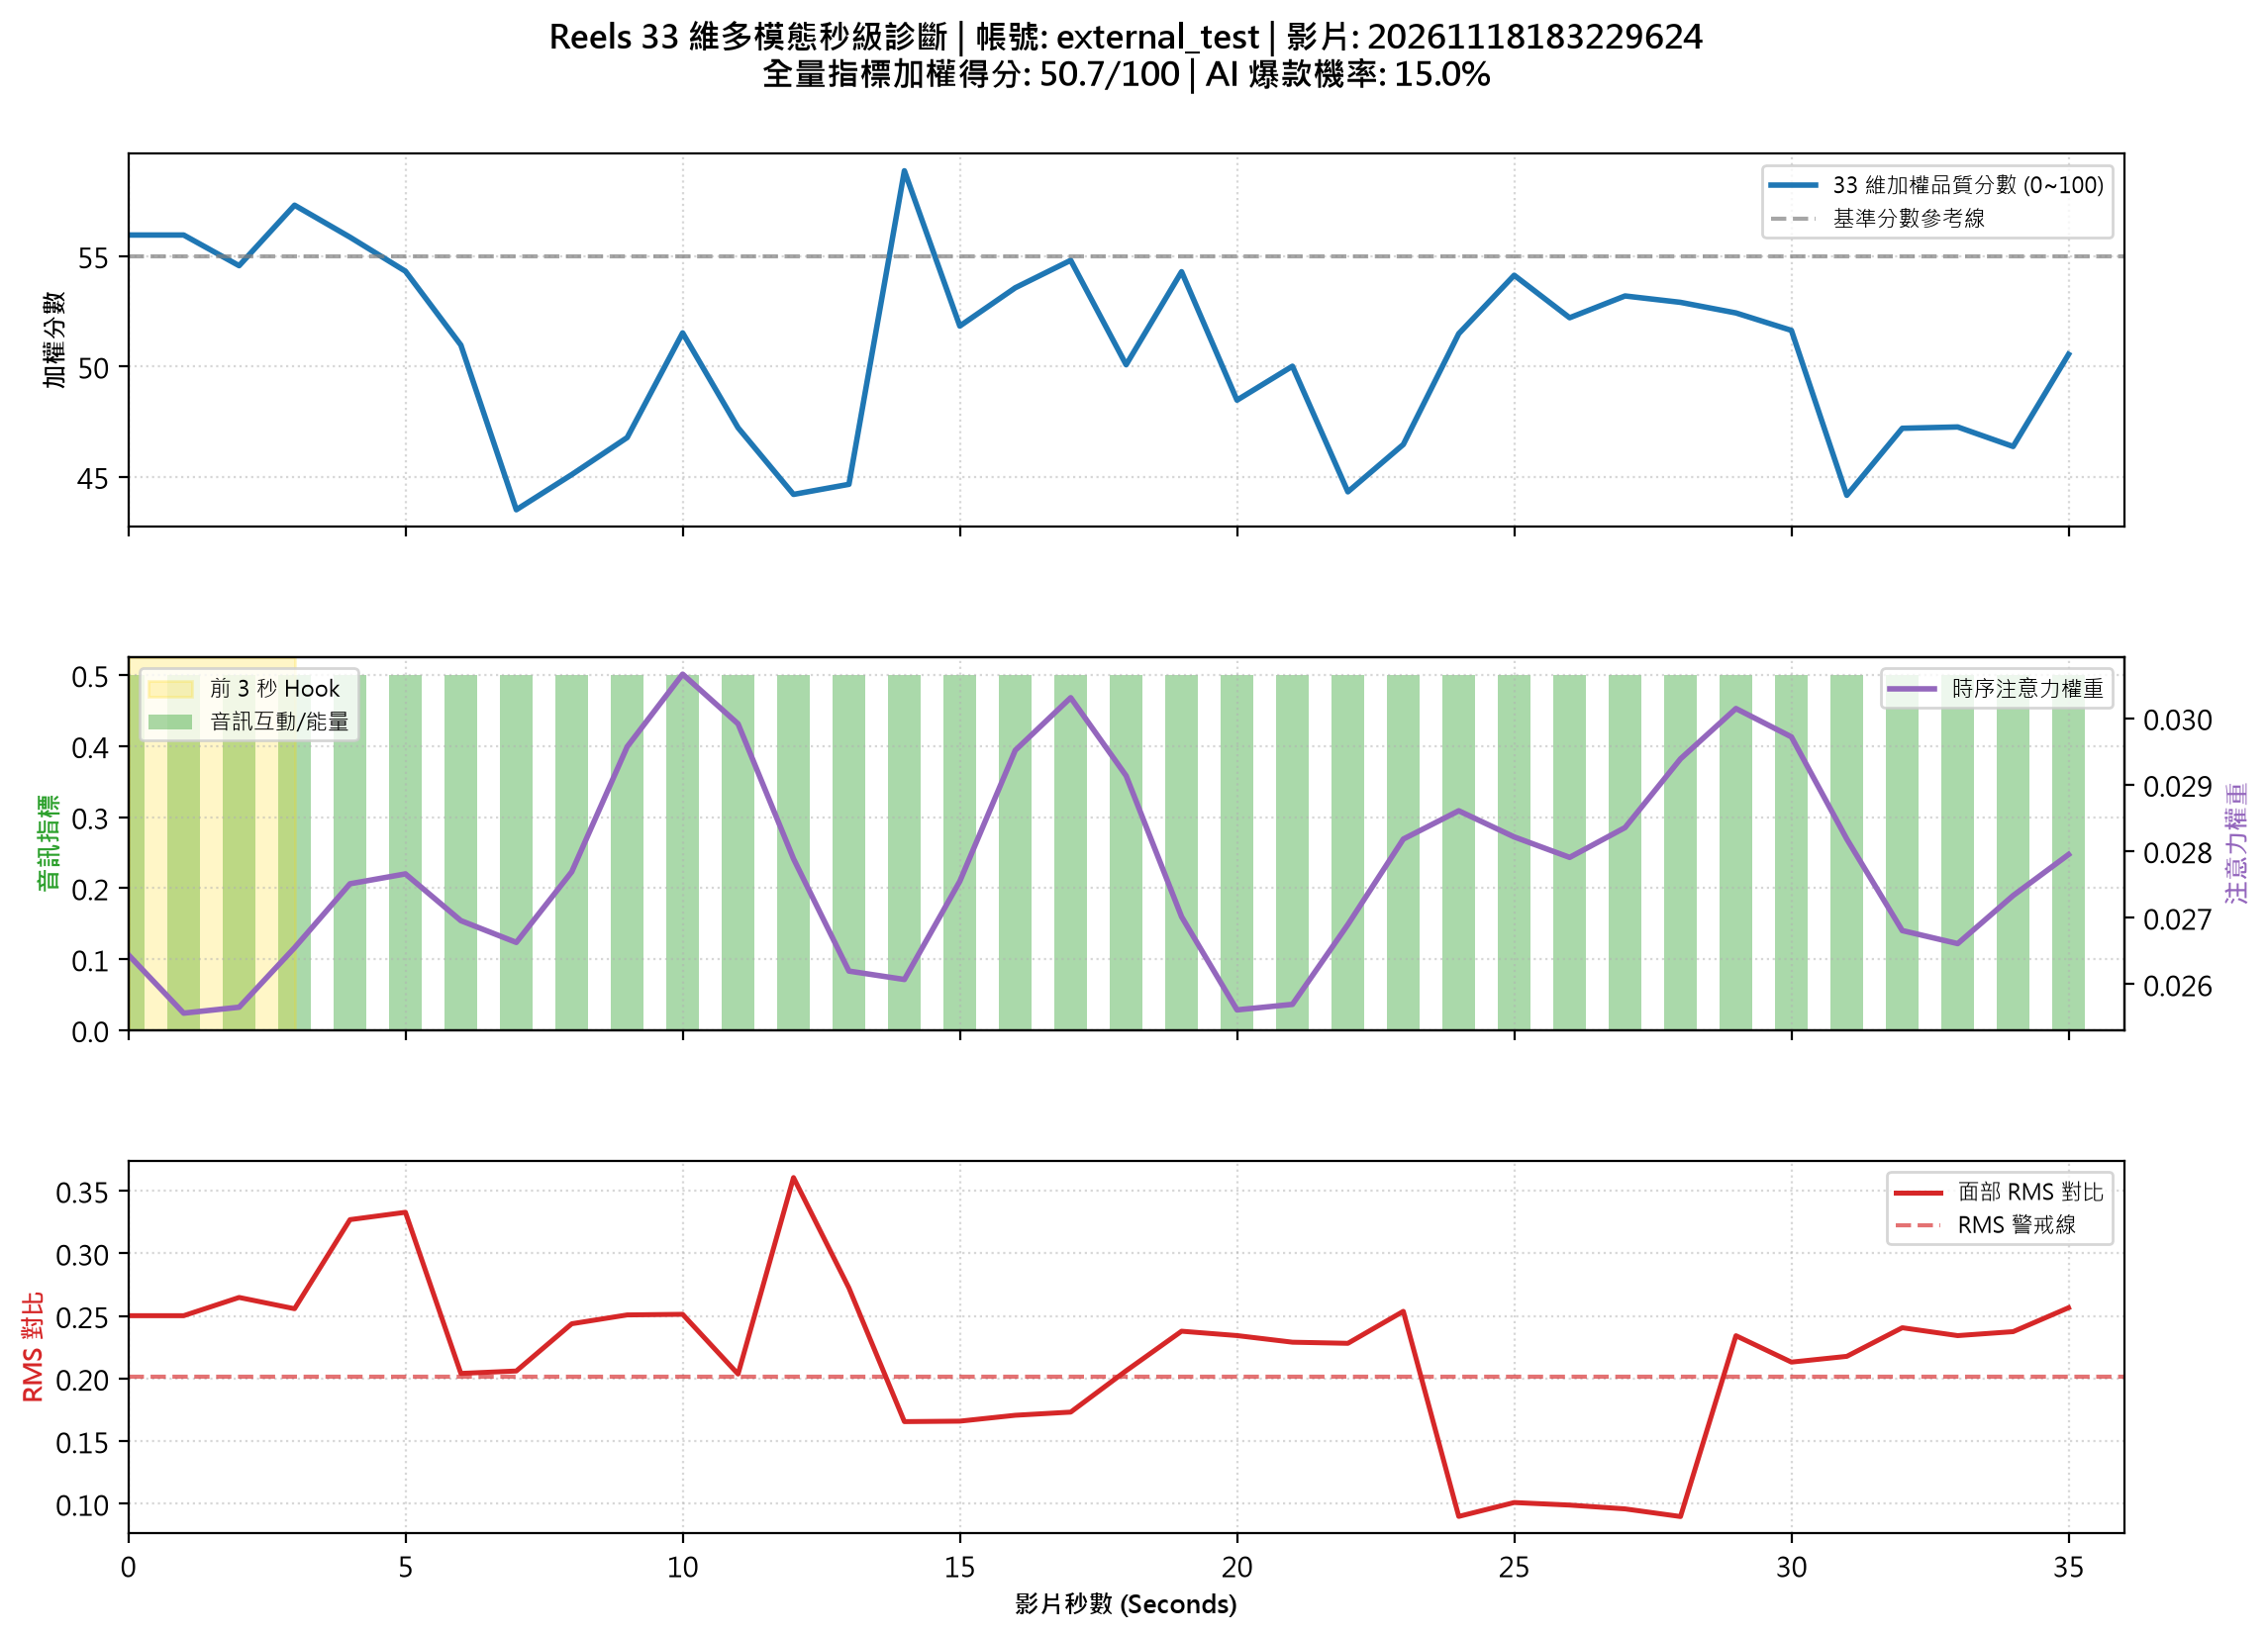 Reels 33 維多模態秒級診斷 | 帳號: external_test | 影片: 20261118183229624
全量指標加權得分: 50.7/100 | AI 爆款機率: 15.0%
加權分數
55
50
45
33 維加權品質分數 (0~100)
基準分數參考線
音訊指標
0.5
0.4
0.3
0.2
0.1
0.0
前 3 秒 Hook
音訊互動/能量
時序注意力權重
0.030
0.029
0.028
0.027
0.026
注意力權重
RMS 對比
0.35
0.30
0.25
0.20
0.15
0.10
面部 RMS 對比
RMS 警戒線
0 5 10 15 20 25 30 35
影片秒數 (Seconds)